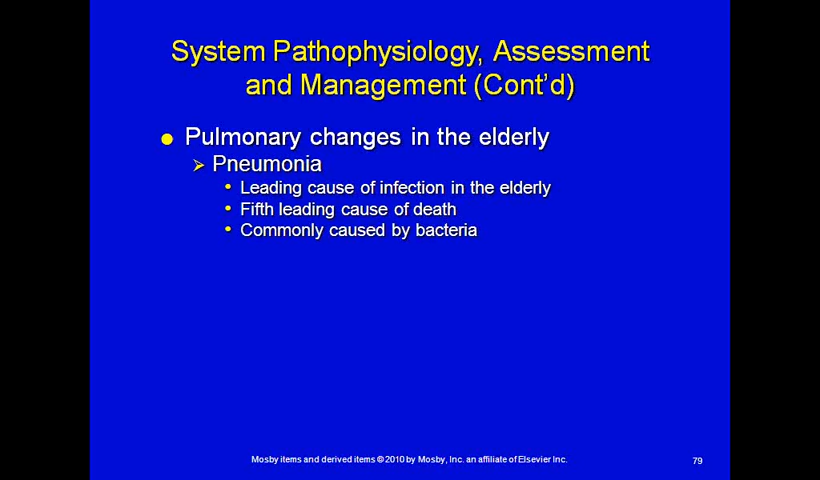 System Pathophysiology, Assessment
and Management (Cont'd)
Pulmonary changes in the elderly
Pneumonia
Leading cause of infection in the elderly
Fifth leading cause of death
Commonly caused by bacteria
Mosby items and derived items © 2010 by Mosby, Inc. an affiliate of Elsevier Inc.
79